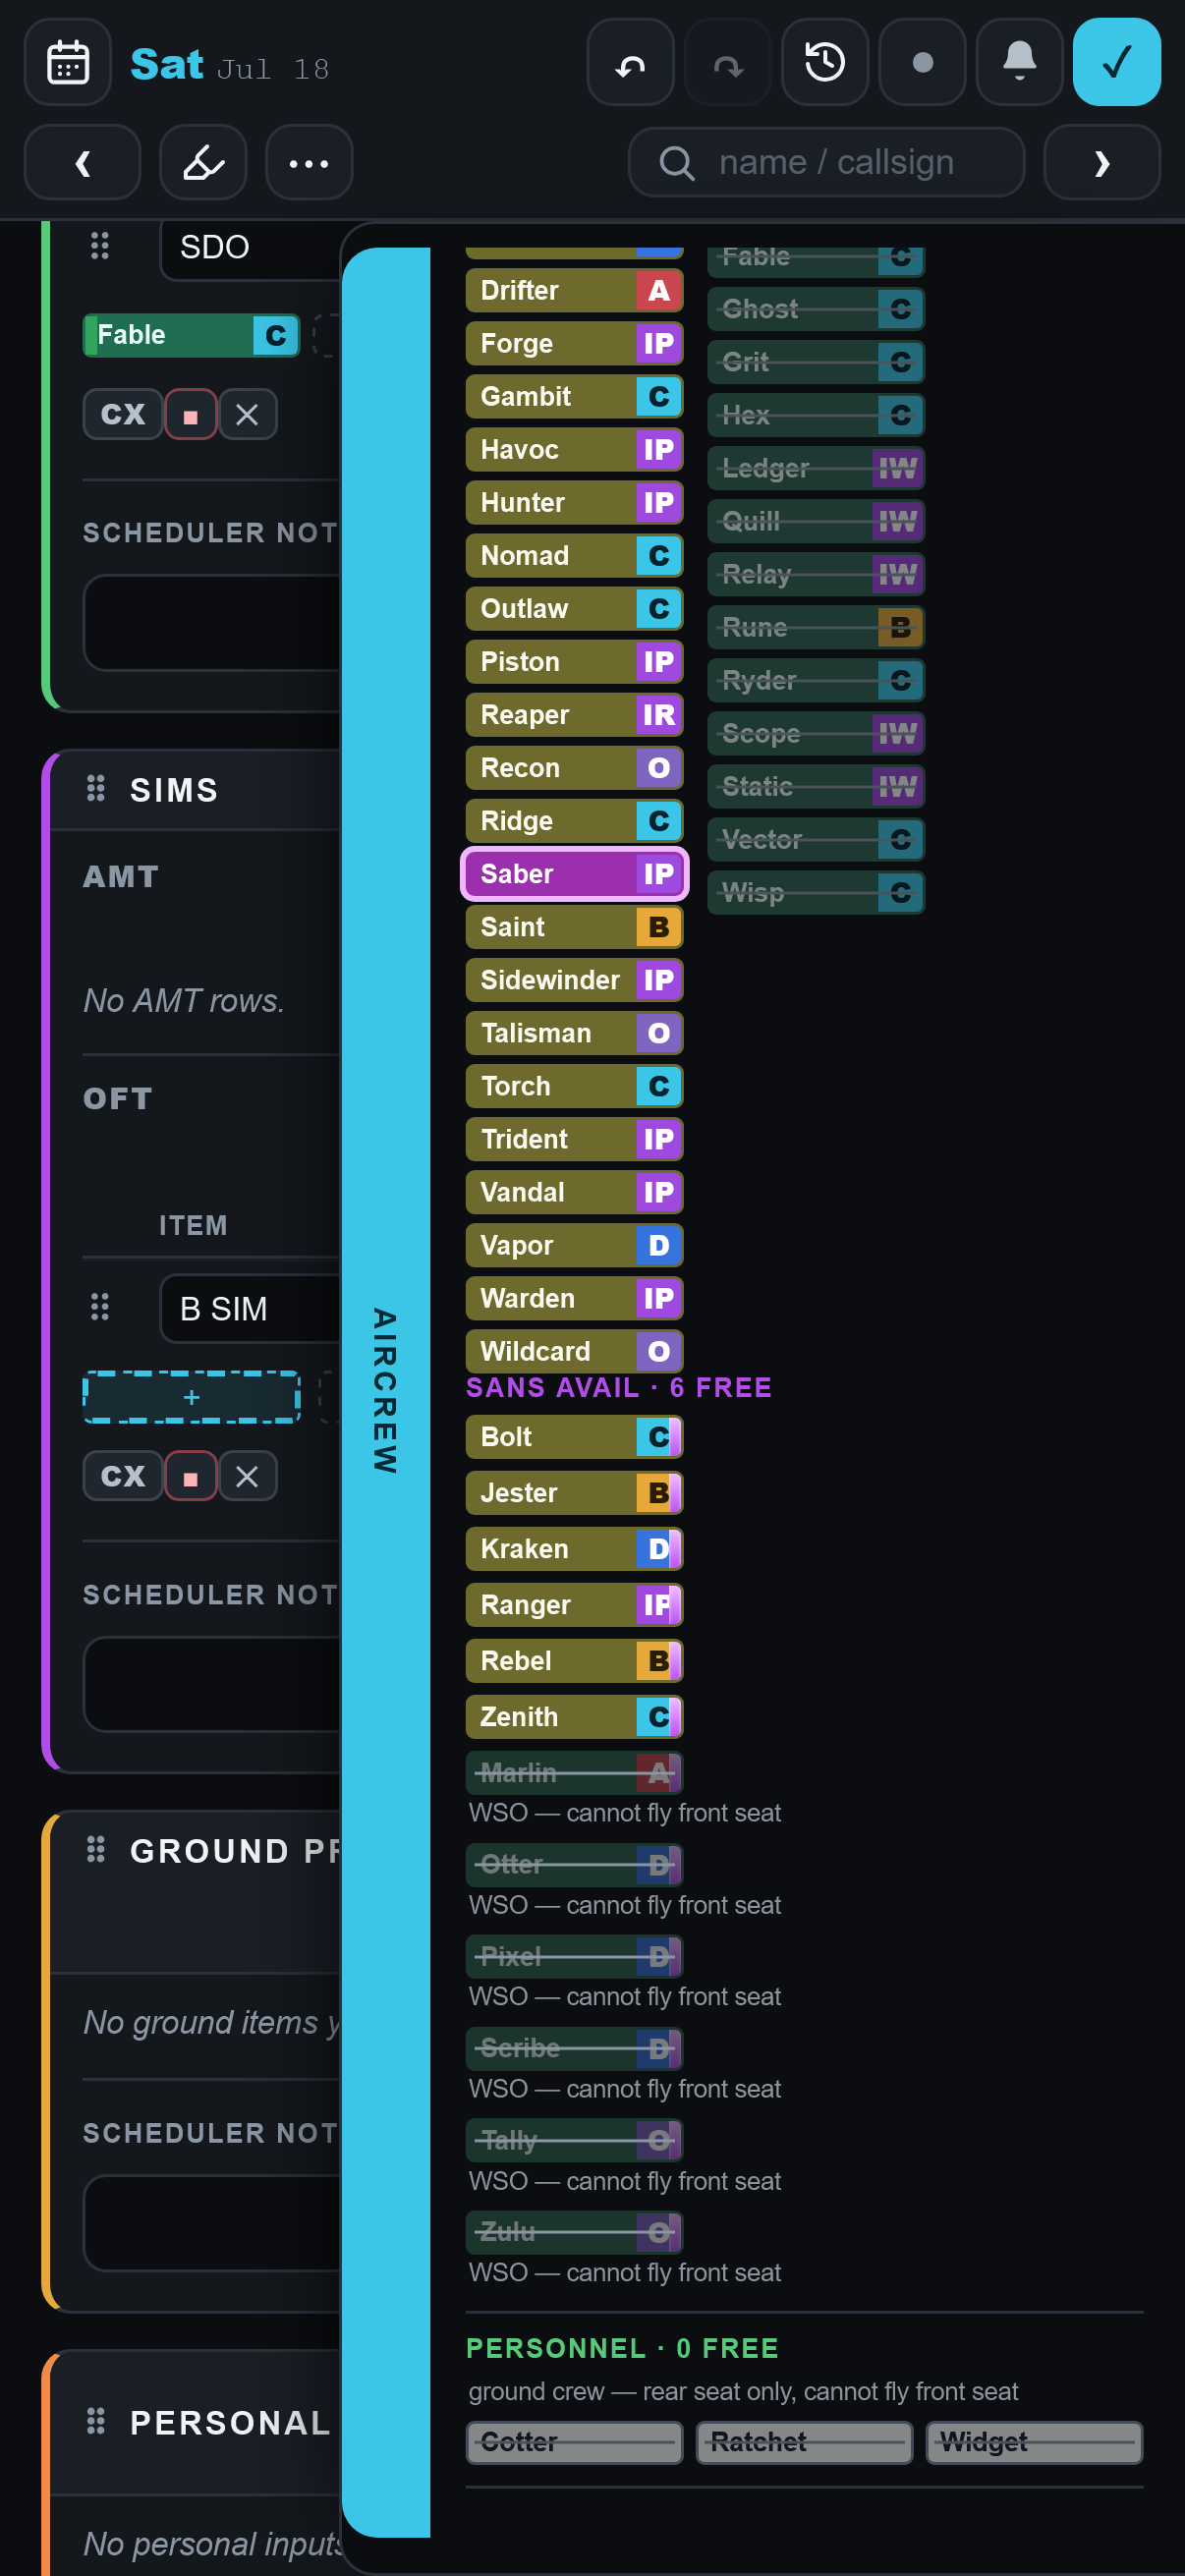 Sat Jul 18
name / callsign
SDO
Fable C
CX
SCHEDULER NOT
SIMS
AMT
No AMT rows.
OFT
ITEM
B SIM
+
CX
SCHEDULER NOT
GROUND PR
No ground items y
SCHEDULER NOT
PERSONAL
No personal inputs
AIRCREW
Drifter A
Forge IP
Gambit C
Havoc IP
Hunter IP
Nomad C
Outlaw C
Piston IP
Reaper IR
Recon O
Ridge C
Saber IP
Saint B
Sidewinder IP
Talisman O
Torch C
Trident IP
Vandal IP
Vapor D
Warden IP
Wildcard O
Fable C
Ghost C
Grit C
Hex C
Ledger IW
Quill IW
Relay IW
Rune B
Ryder C
Scope IW
Static IW
Vector C
Wisp C
SANS AVAIL · 6 FREE
Bolt C
Jester B
Kraken D
Ranger IP
Rebel B
Zenith C
Marlin A
WSO — cannot fly front seat
Otter D
WSO — cannot fly front seat
Pixel D
WSO — cannot fly front seat
Scribe D
WSO — cannot fly front seat
Tally O
WSO — cannot fly front seat
Zulu O
WSO — cannot fly front seat
PERSONNEL · 0 FREE
ground crew — rear seat only, cannot fly front seat
Cotter Ratchet Widget